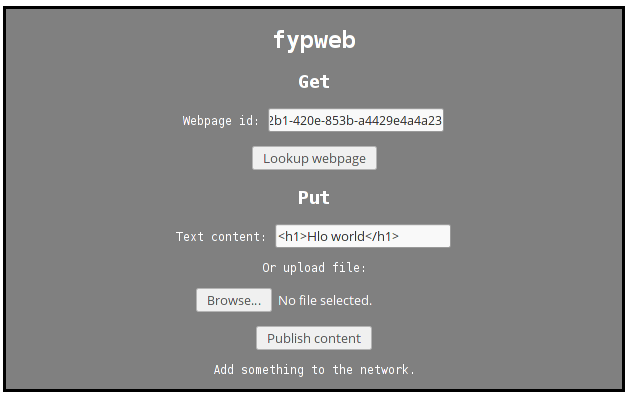 fypweb
Get
Webpage id: 2b1-420e-853b-a4429e4a4a23
Lookup webpage
Put
Text content: <h1>Hlo world</h1>
Or upload file:
Browse... No file selected.
Publish content
Add something to the network.